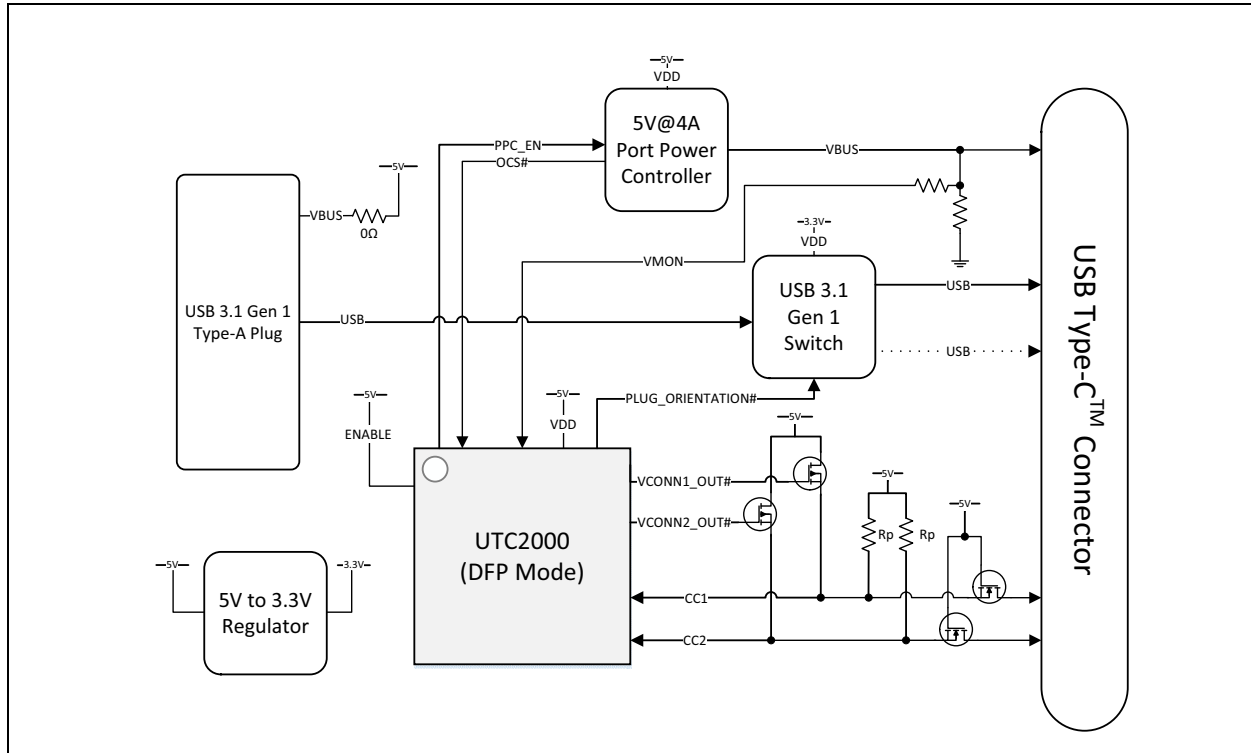 5V
VDD
5V@4A
Port Power
Controller
PPC_EN
OCS#
VBUS
5V
VBUS
0Ω
VMON
3.3V
VDD
USB 3.1
Gen 1
Switch
USB
USB
USB 3.1 Gen 1
Type-A Plug
USB
PLUG_ORIENTATION#
5V
ENABLE
5V
VDD
5V
VCONN1_OUT#
VCONN2_OUT#
5V
Rp
Rp
5V
UTC2000
(DFP Mode)
CC1
CC2
5V
3.3V
5V to 3.3V
Regulator
USB Type-C™ Connector